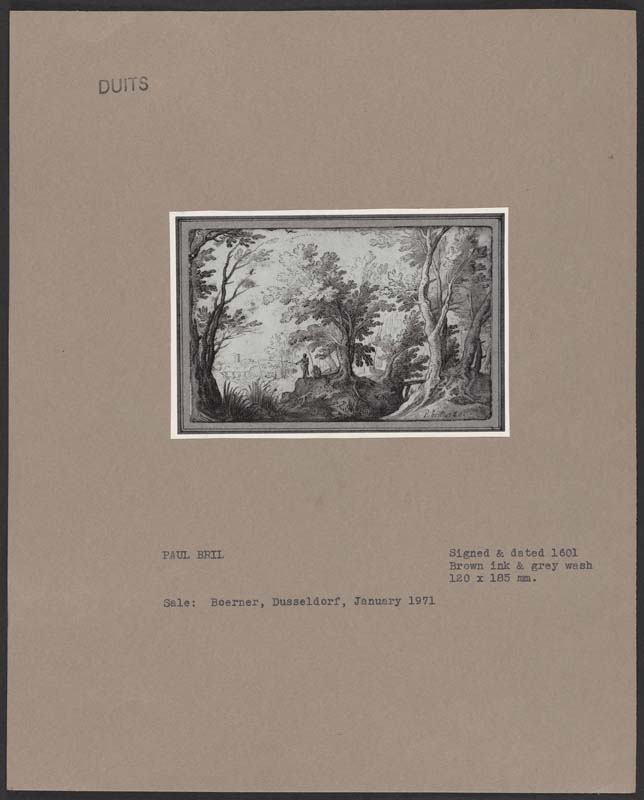 DUITS
PAUL BRIL
Signed & dated 1601
Brown ink & grey wash
120 x 185 mm.
Sale: Boerner, Dusseldorf, January 1971